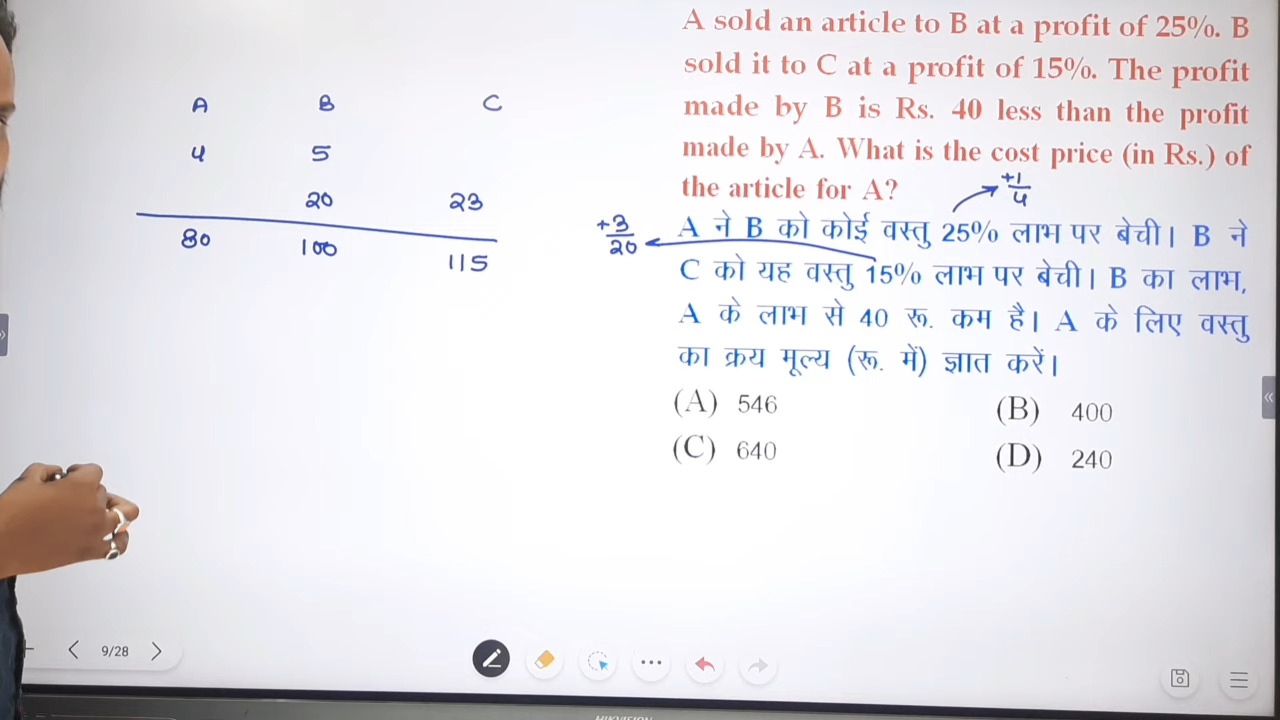 A sold an article to B at a profit of 25%. B
sold it to C at a profit of 15%. The profit
made by B is Rs. 40 less than the profit
made by A. What is the cost price (in Rs.) of
the article for A?
+1/4
A ने B को कोई वस्तु 25% लाभ पर बेची। B ने
C को यह वस्तु 15% लाभ पर बेची। B का लाभ,
A के लाभ से 40 रू. कम है। A के लिए वस्तु
का क्रय मूल्य (रू. में) ज्ञात करें।
+3/20
(A) 546 (B) 400
(C) 640 (D) 240
A B C
4 5
20 23
80 100 115
9/28
HIKVISION